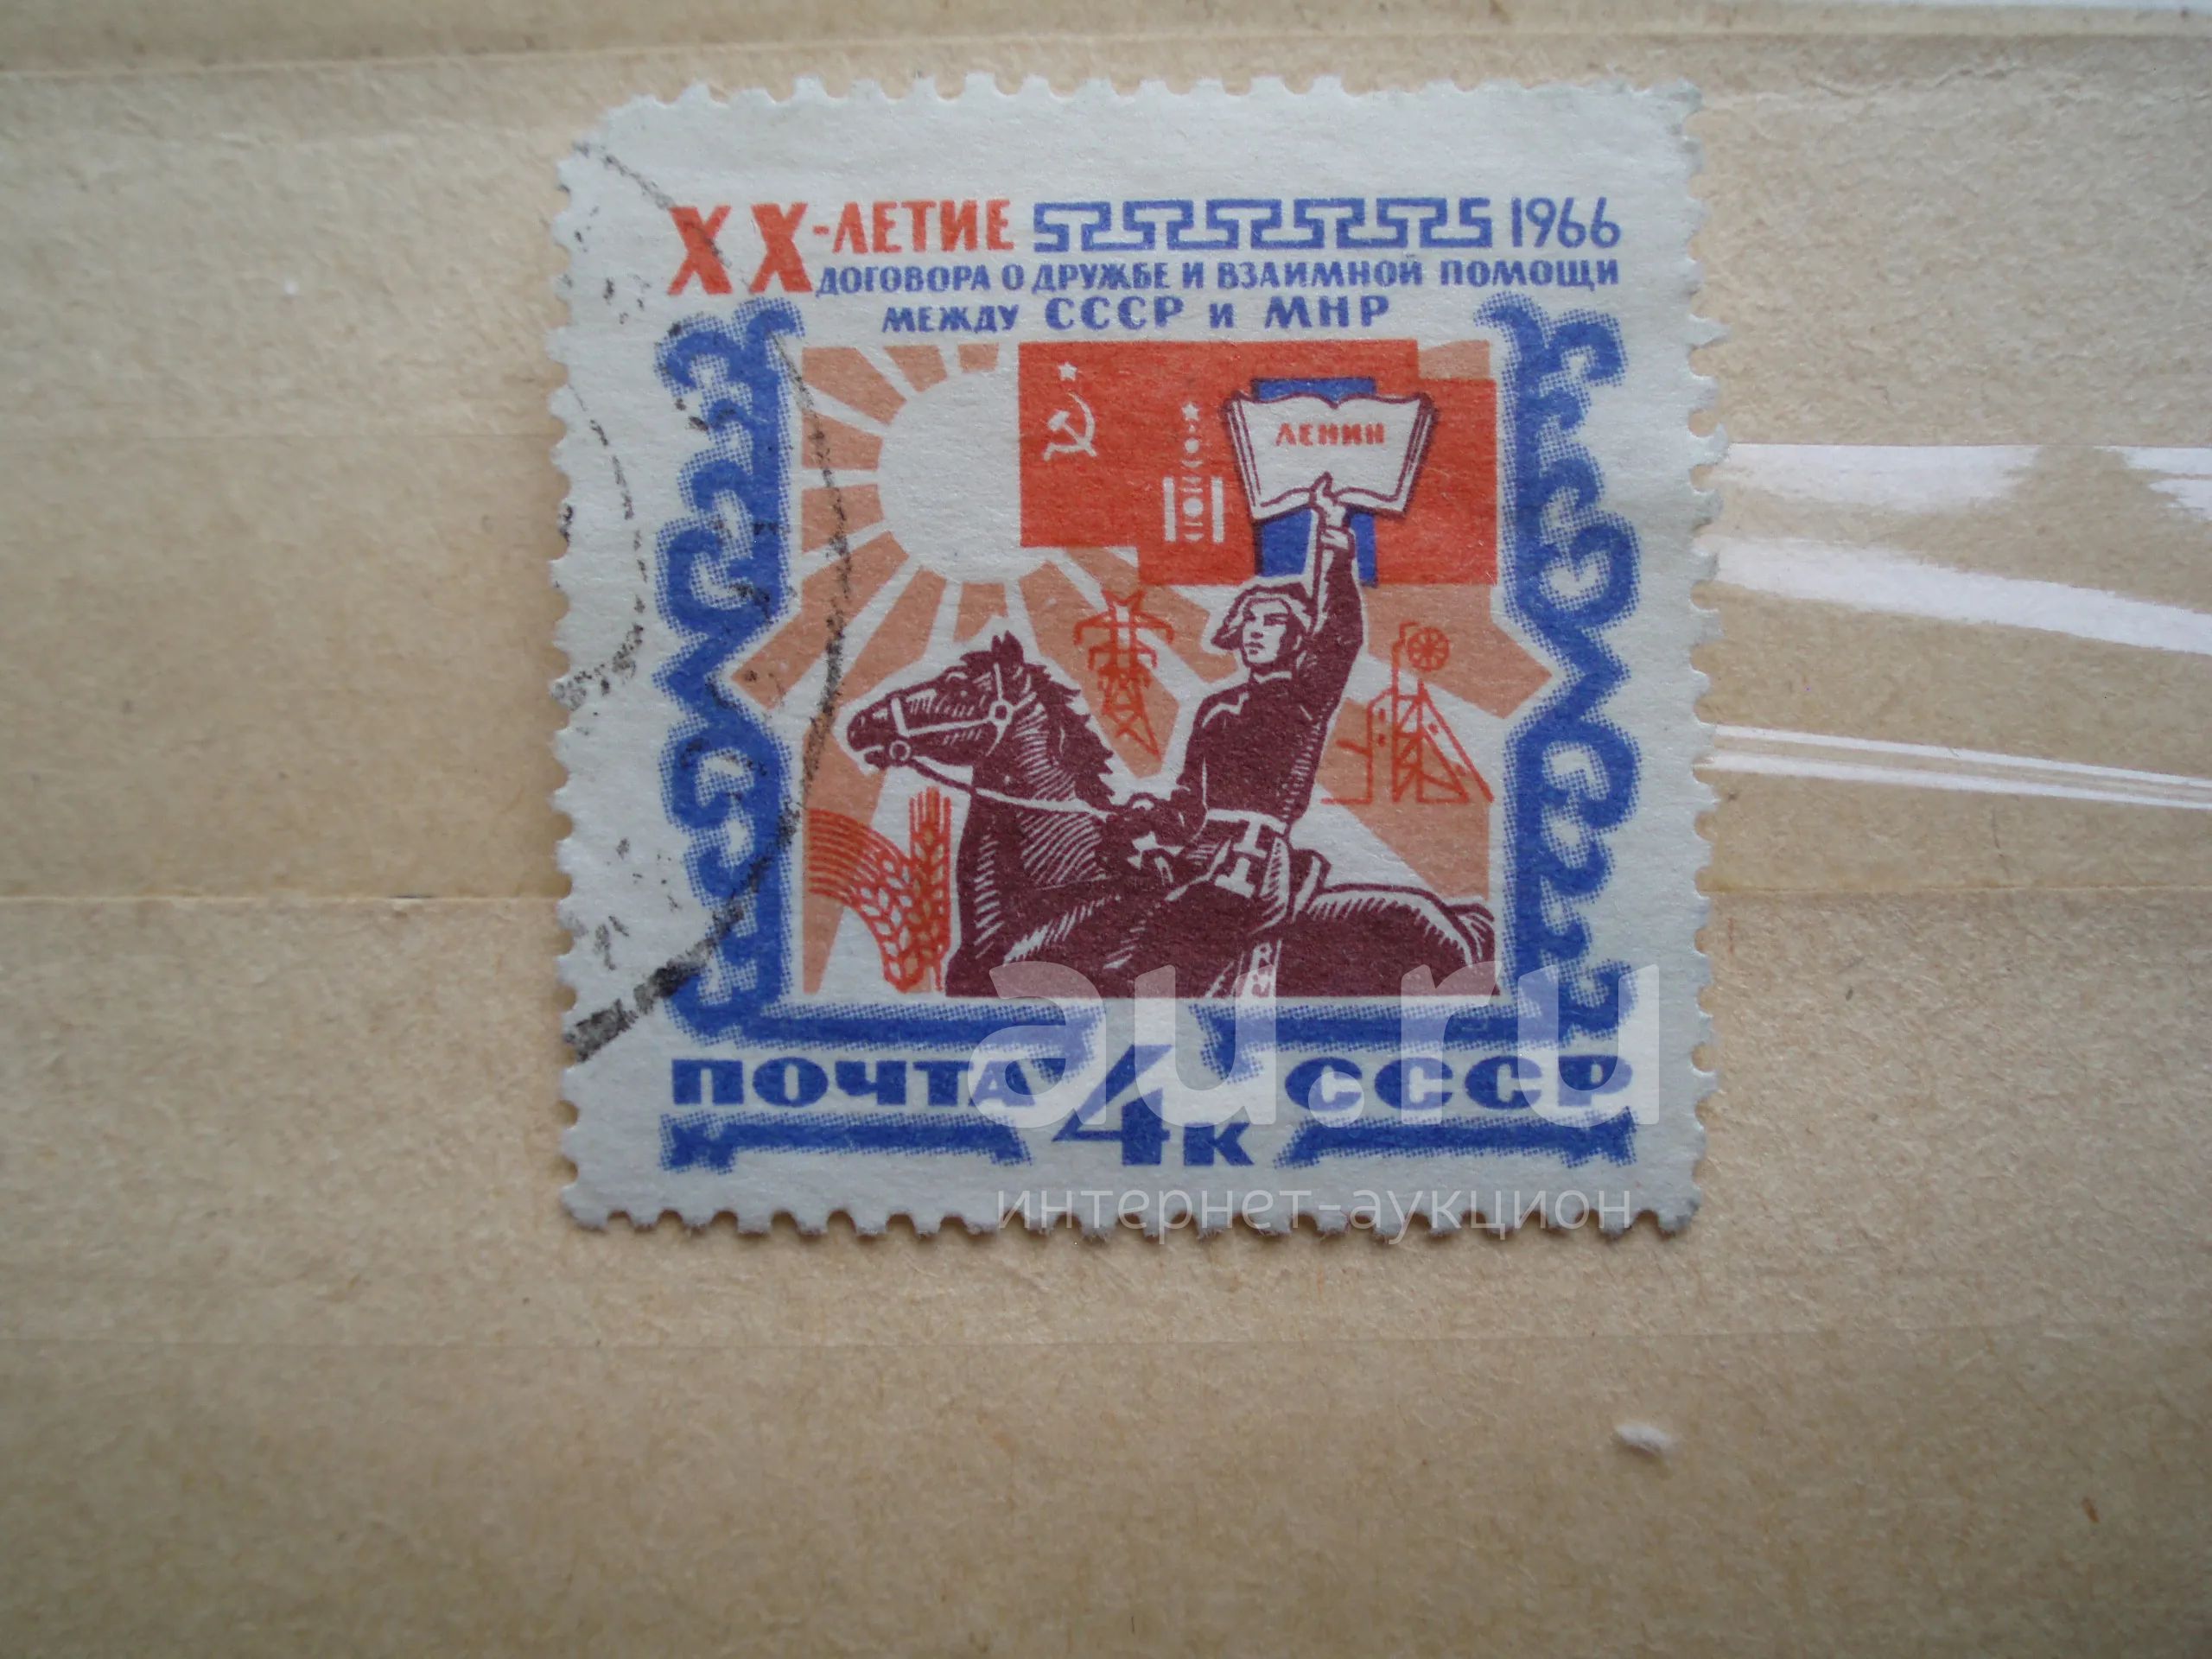 XX-ЛЕТИЕ 1966
ДОГОВОРА О ДРУЖБЕ И ВЗАИМНОЙ ПОМОЩИ
МЕЖДУ СССР И МНР
ЛЕНИН
ПОЧТА 4К СССР
au.ru
интернет-аукцион